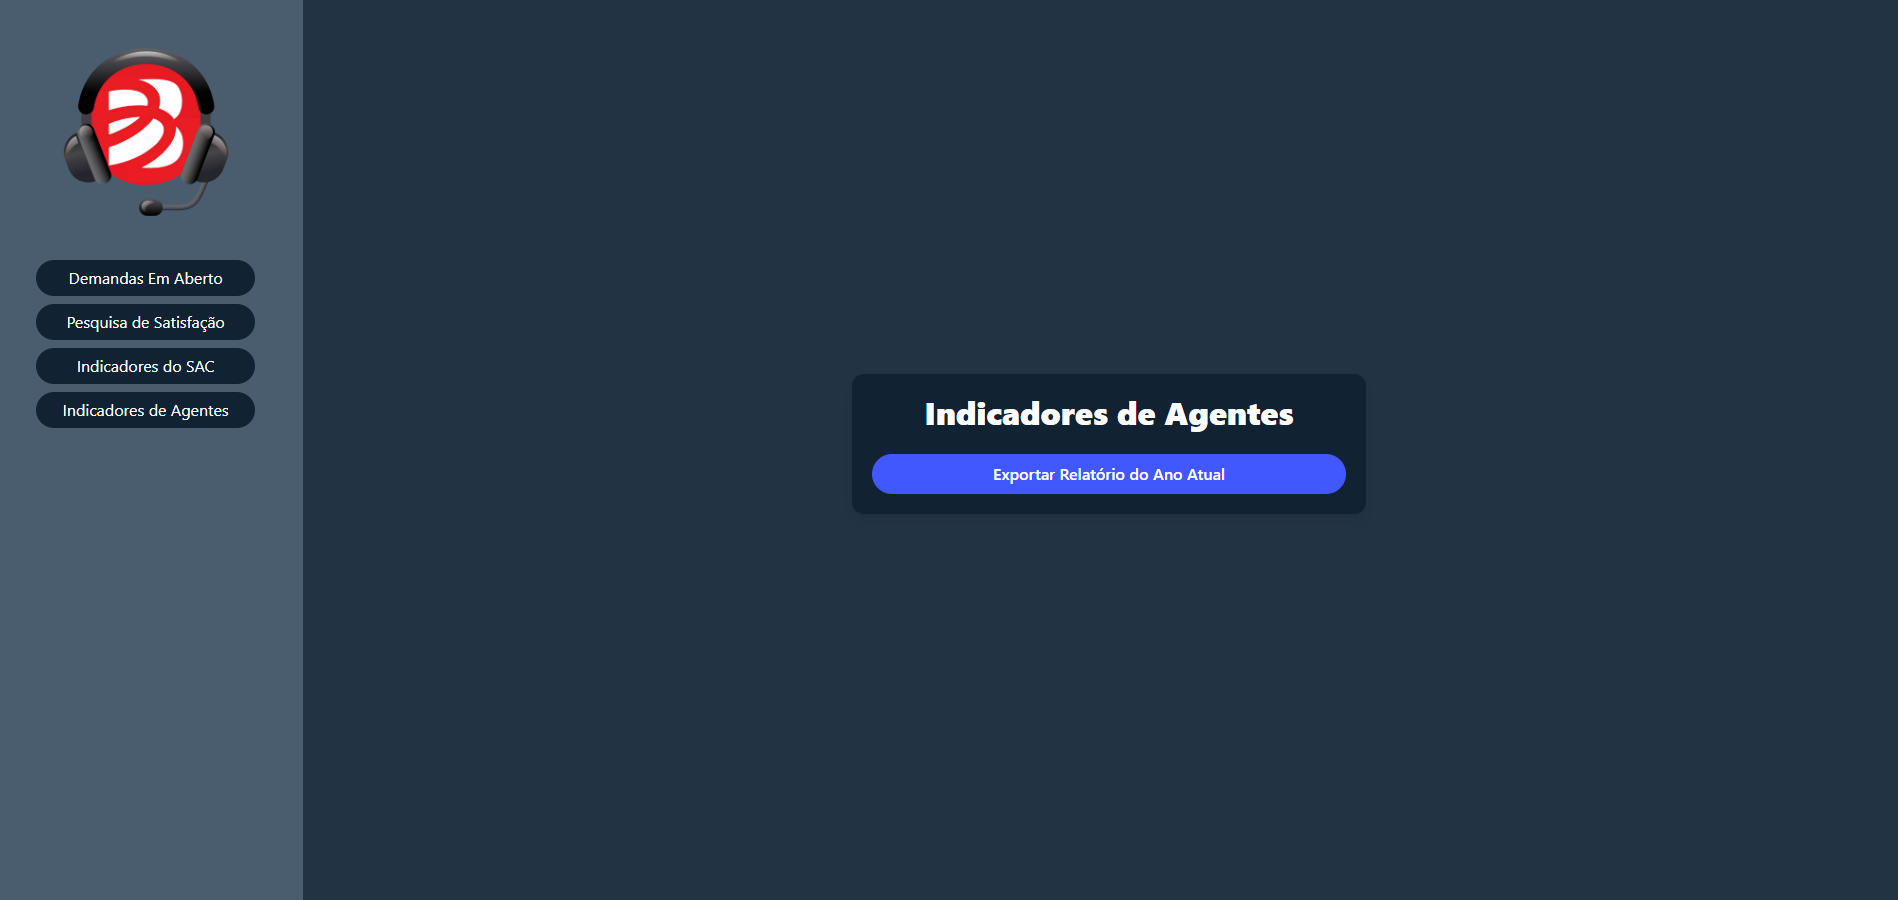 Demandas Em Aberto
Pesquisa de Satisfação
Indicadores do SAC
Indicadores de Agentes
Indicadores de Agentes
Exportar Relatório do Ano Atual